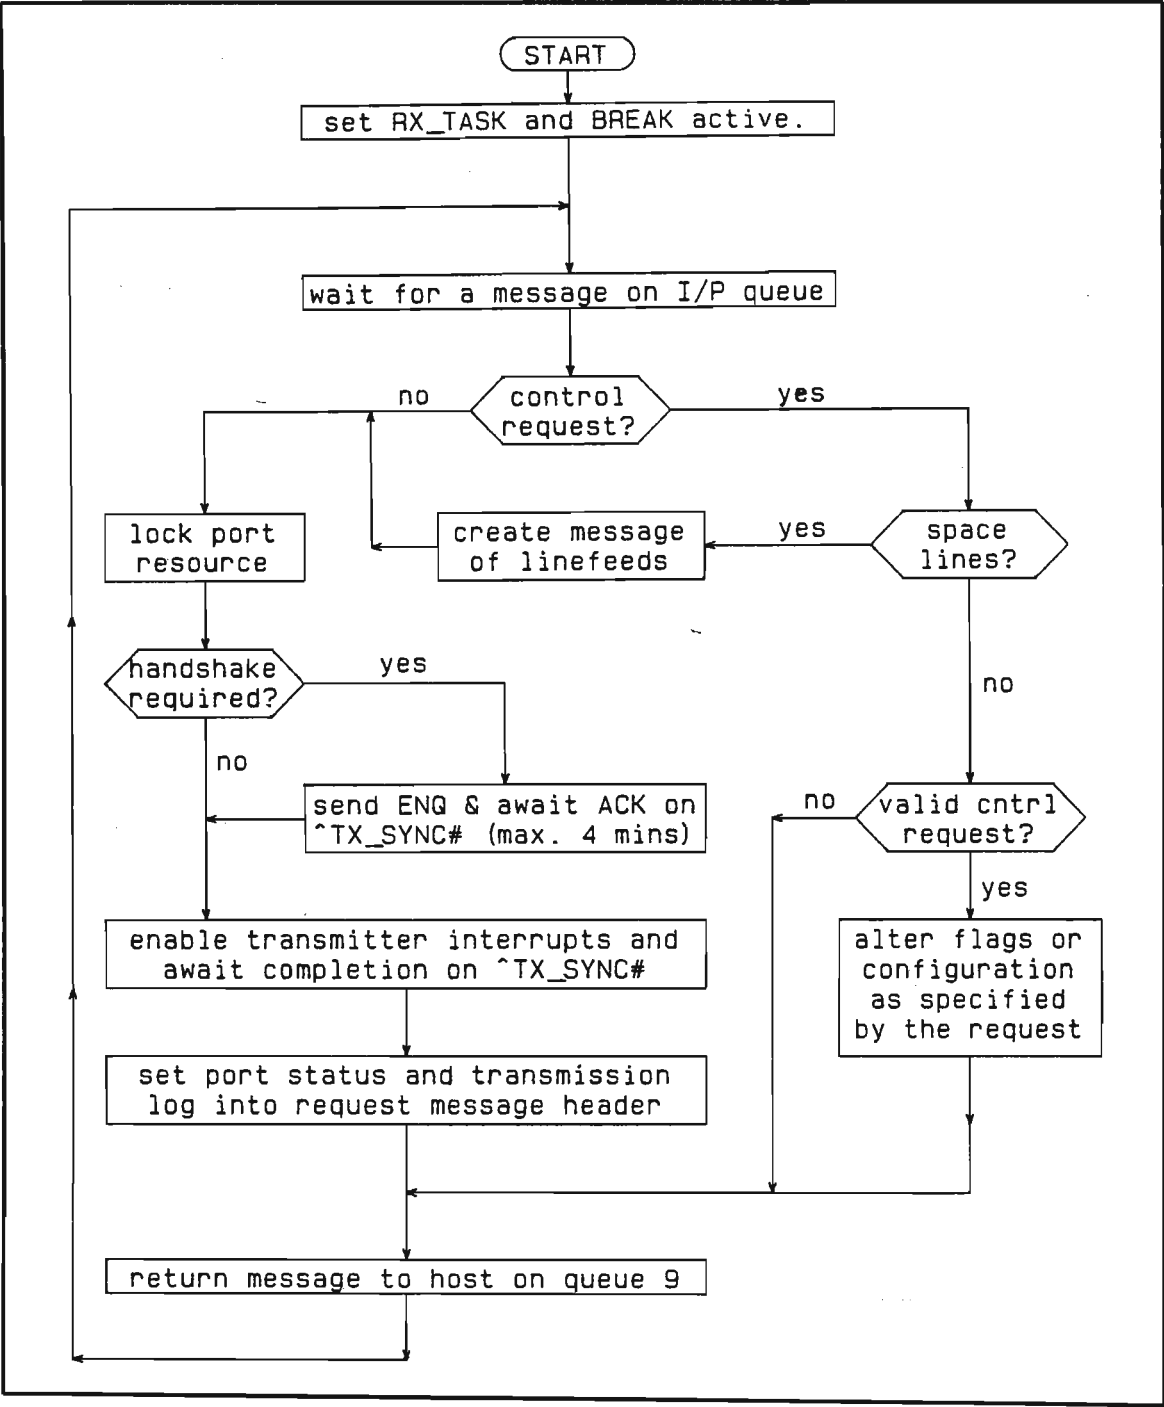 START
set RX_TASK and BREAK active.
wait for a message on I/P queue
no
control
request?
yes
lock port
resource
create message
of linefeeds
yes
space
lines?
handshake
required?
yes
no
no
send ENQ & await ACK on
^TX_SYNC# (max. 4 mins)
no
valid cntrl
request?
yes
enable transmitter interrupts and
await completion on ^TX_SYNC#
alter flags or
configuration
as specified
by the request
set port status and transmission
log into request message header
return message to host on queue 9